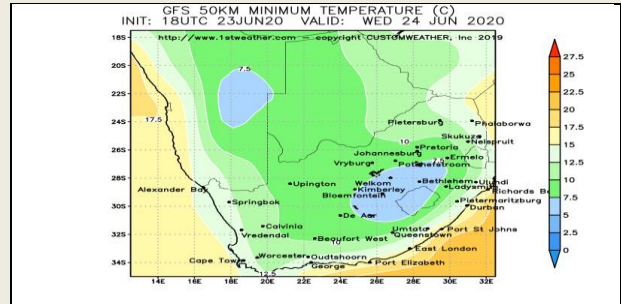 GFS 50KM MINIMUM TEMPERATURE (C)
INIT: 18UTC 23JUN20 VALID: WED 24 JUN 2020
http://www.1stweather.com copyright CUSTOMWEATHER, Inc 2019
18S
20S
22S
24S
26S
28S
30S
32S
34S
14E 16E 18E 20E 22E 24E 26E 28E 30E 32E
7.5
17.5
Pietersburg
Phalaborwa
Skukuza
10
Nelspruit
Pretoria
Johannesburg
7.5
Ermelo
Vryburg
Potchefstroom
Welkom
Bethlehem
Ulundi
Alexander Bay
Upington
Kimberley
Ladysmith
Bloemfontein
Richards B
Springbok
Pietermaritzburg
De Aar
Durban
Calvinia
Umtata
Port St Johns
Vredendal
Queenstown
Beaufort West
10
East London
Cape Town
Worcester
Oudtshoorn
George
Port Elizabeth
12.5
27.5
25
22.5
20
17.5
15
12.5
10
7.5
5
2.5
0